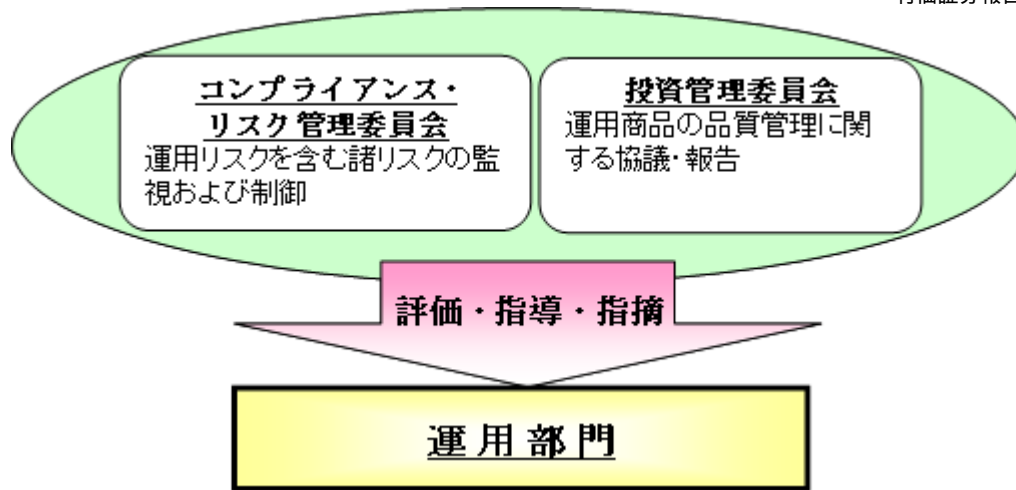 コンプライアンス・
リスク管理委員会
運用リスクを含む諸リスクの監
視および制御
投資管理委員会
運用商品の品質管理に関
する協議・報告
評価・指導・指摘
運用部門